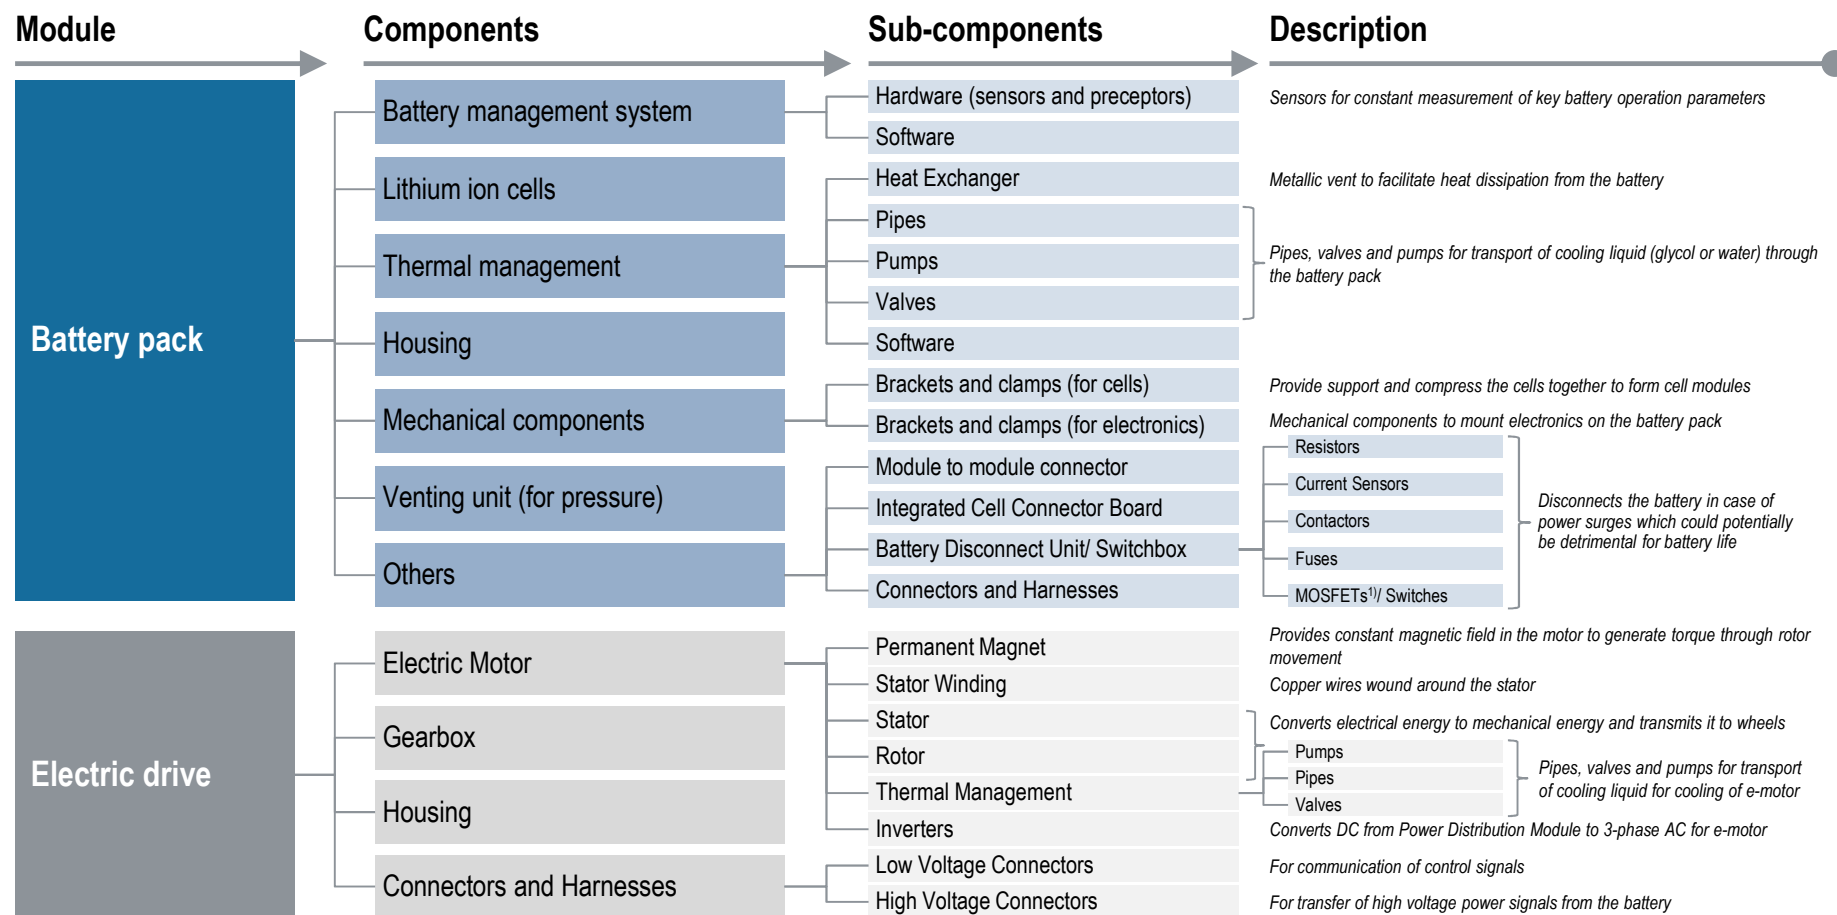 Module
Components
Sub-components
Description
Battery pack
Battery management system
Hardware (sensors and preceptors)
Sensors for constant measurement of key battery operation parameters
Software
Lithium ion cells
Thermal management
Heat Exchanger
Metallic vent to facilitate heat dissipation from the battery
Pipes
Pumps
Valves
Pipes, valves and pumps for transport of cooling liquid (glycol or water) through
the battery pack
Software
Housing
Mechanical components
Brackets and clamps (for cells)
Provide support and compress the cells together to form cell modules
Brackets and clamps (for electronics)
Mechanical components to mount electronics on the battery pack
Venting unit (for pressure)
Others
Module to module connector
Integrated Cell Connector Board
Battery Disconnect Unit/ Switchbox
Resistors
Current Sensors
Contactors
Fuses
MOSFETs¹⁾/ Switches
Disconnects the battery in case of
power surges which could potentially
be detrimental for battery life
Connectors and Harnesses
Electric drive
Electric Motor
Permanent Magnet
Provides constant magnetic field in the motor to generate torque through rotor
movement
Stator Winding
Copper wires wound around the stator
Stator
Rotor
Converts electrical energy to mechanical energy and transmits it to wheels
Thermal Management
Pumps
Pipes
Valves
Pipes, valves and pumps for transport
of cooling liquid for cooling of e-motor
Inverters
Converts DC from Power Distribution Module to 3-phase AC for e-motor
Gearbox
Housing
Connectors and Harnesses
Low Voltage Connectors
For communication of control signals
High Voltage Connectors
For transfer of high voltage power signals from the battery